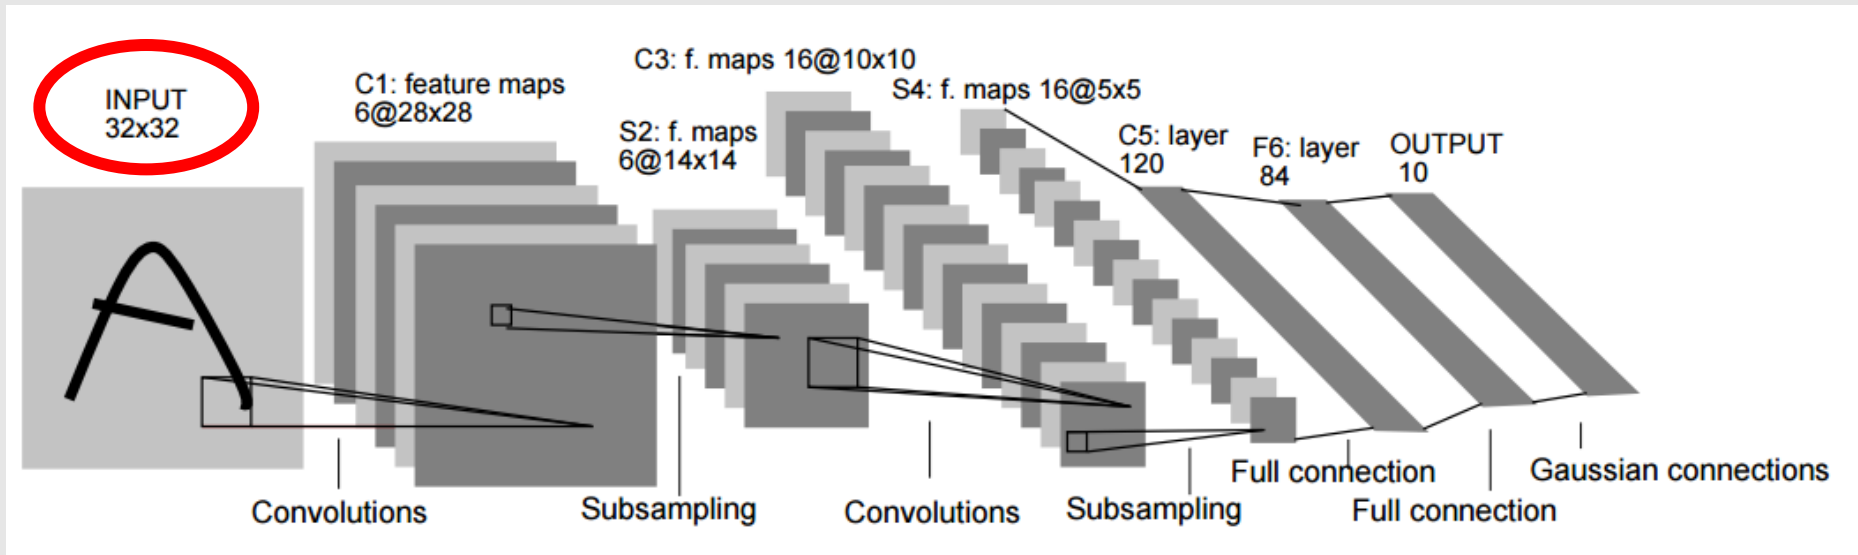 INPUT
32x32
C1: feature maps
6@28x28
S2: f. maps
6@14x14
C3: f. maps 16@10x10
S4: f. maps 16@5x5
C5: layer
120
F6: layer
84
OUTPUT
10
A
Convolutions
Subsampling
Convolutions
Subsampling
Full connection
Full connection
Gaussian connections